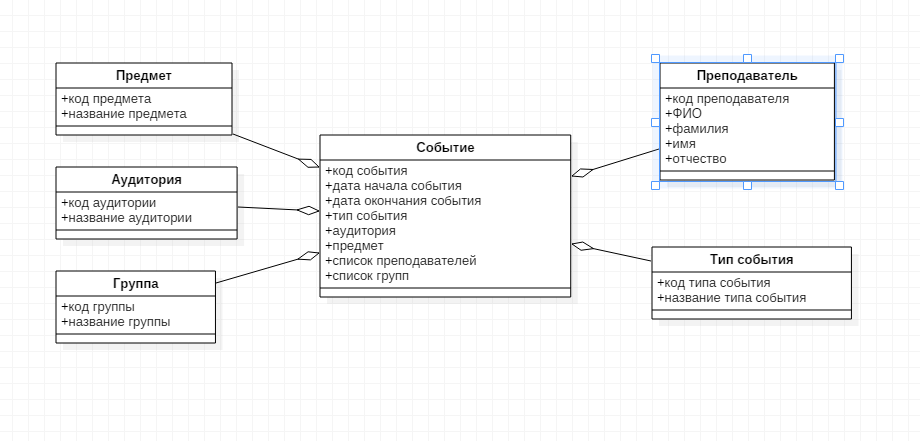 Предмет
+код предмета
+название предмета
Аудитория
+код аудитории
+название аудитории
Группа
+код группы
+название группы
Событие
+код события
+дата начала события
+дата окончания события
+тип события
+аудитория
+предмет
+список преподавателей
+список групп
Преподаватель
+код преподавателя
+ФИО
+фамилия
+имя
+отчество
Тип события
+код типа события
+название типа события